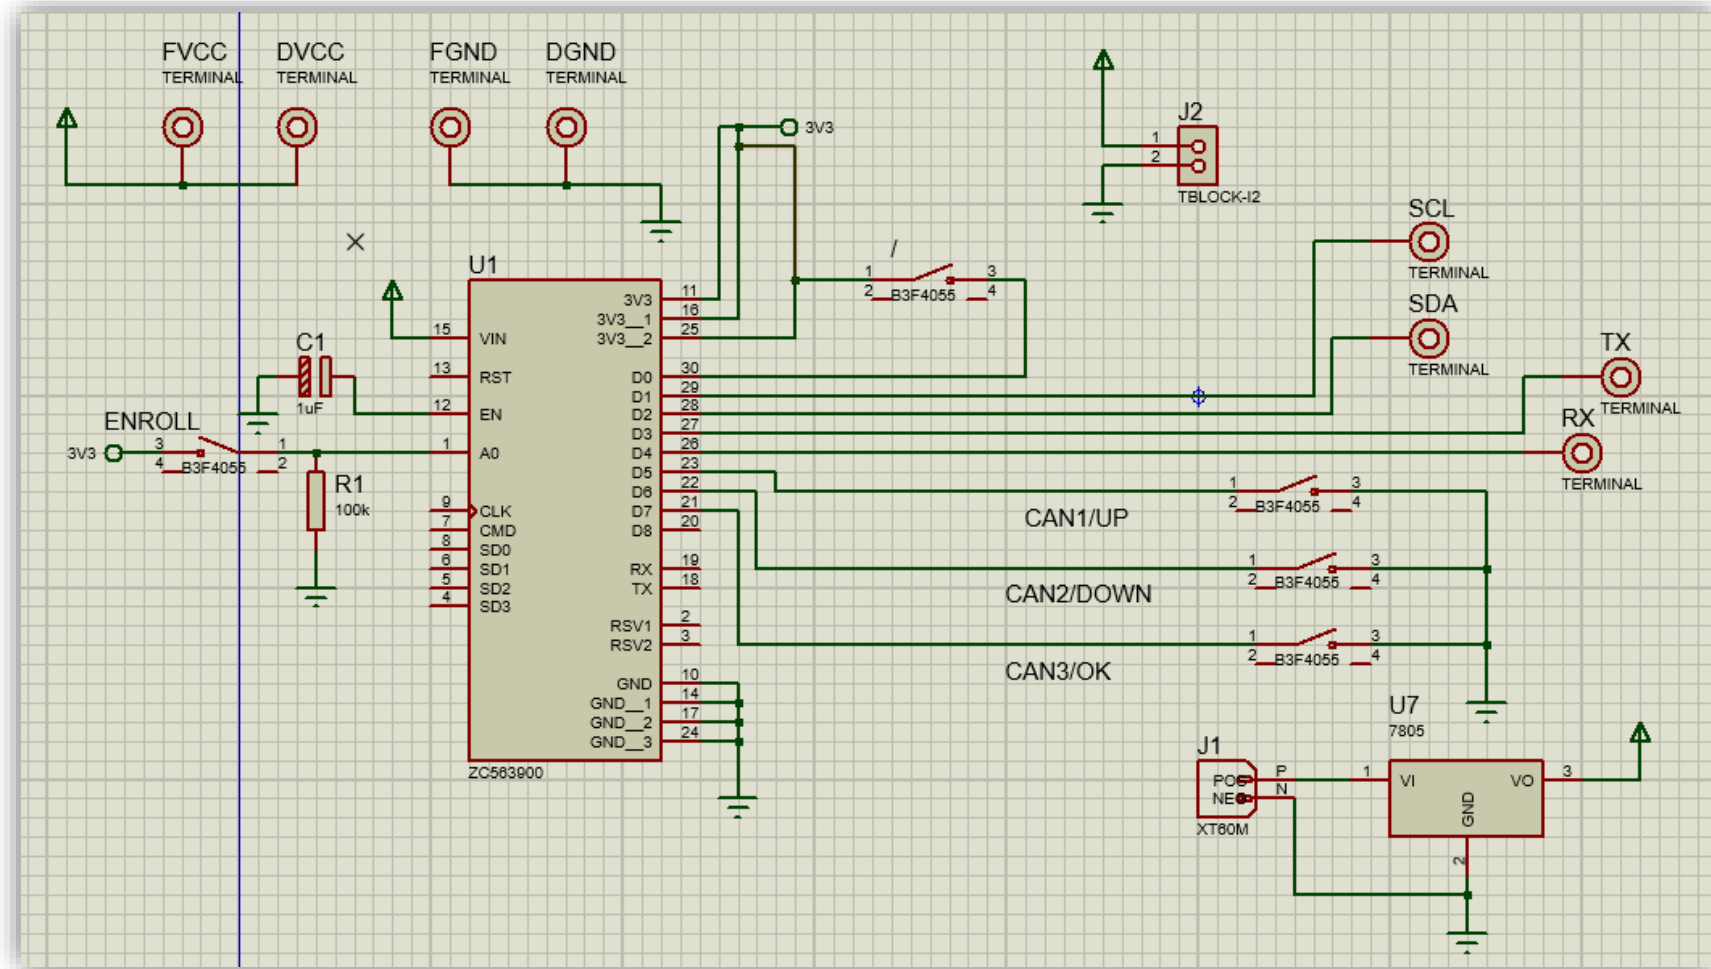 FVCC DVCC FGND DGND
TERMINAL TERMINAL TERMINAL TERMINAL
3V3
J2
1
2
TBLOCK-I2
SCL
TERMINAL
SDA
TERMINAL
TX
TERMINAL
RX
TERMINAL
/
1 3
2 B3F4055 4
U1
15 VIN
13 RST
12 EN
1 A0
9 CLK
7 CMD
8 SD0
6 SD1
5 SD2
4 SD3
3V3 11
3V3__1 16
3V3__2 25
D0 30
D1 29
D2 28
D3 27
D4 26
D5 23
D6 22
D7 21
D8 20
RX 19
TX 18
RSV1 2
RSV2 3
GND 10
GND__1 14
GND__2 17
GND__3 24
ZC563900
C1
1uF
ENROLL
3V3 3 1
4 B3F4055 2
R1
100k
1 3
2 B3F4055 4
CAN1/UP
1 3
2 B3F4055 4
CAN2/DOWN
1 3
2 B3F4055 4
CAN3/OK
U7
7805
J1
POS P
NEG N
XT60M
1 VI VO 3
GND
2